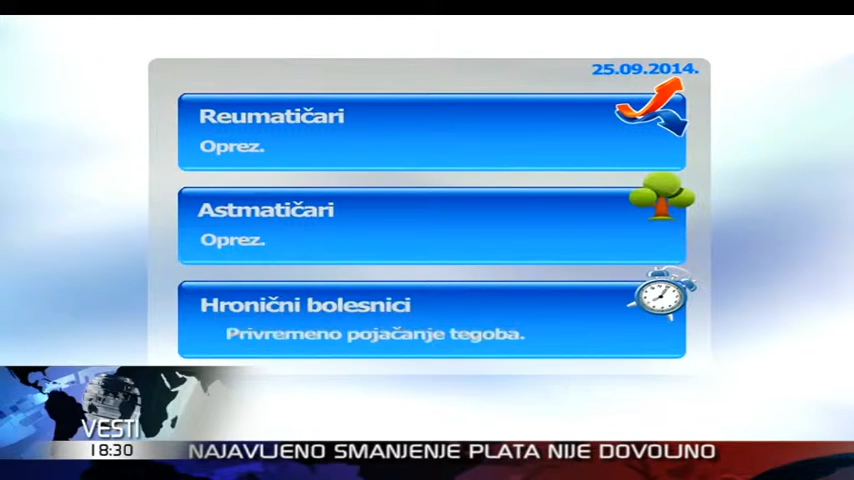 25.09.2014.
Reumatičari
Oprez.
Astmatičari
Oprez.
Hronični bolesnici
Privremeno pojačanje tegoba.
VESTI
18:30
NAJAVLJENO SMANJENJE PLATA NIJE DOVOLJNO